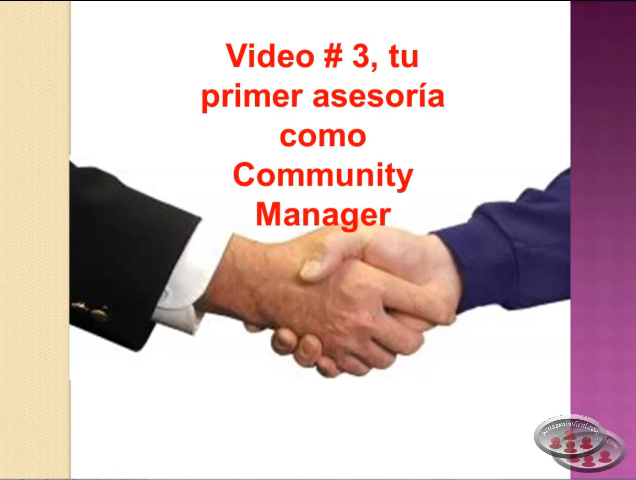 Video # 3, tu
primer asesoría
como
Community
Manager